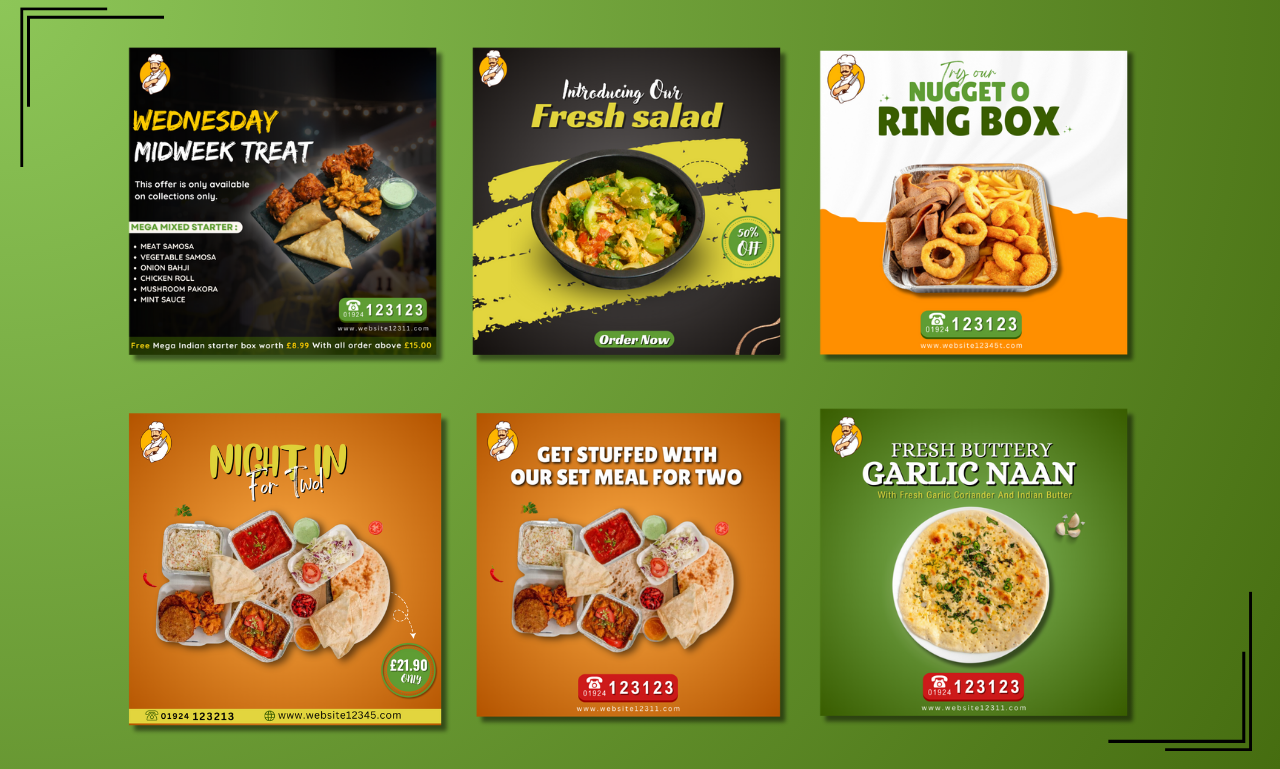 WEDNESDAY
MIDWEEK TREAT
This offer is only available
on collections only.
MEGA MIXED STARTER :
• MEAT SAMOSA
• VEGETABLE SAMOSA
• ONION BAHJI
• CHICKEN ROLL
• MUSHROOM PAKORA
• MINT SAUCE
01924 123123
www.website12311.com
Free Mega Indian starter box worth £8.99 With all order above £15.00
Introducing Our
Fresh salad
50%
OFF
Order Now
Try our
NUGGET O
RING BOX
01924 123123
www.website12345t.com
NIGHT IN
For Two!
£21.90
Only
01924 123213 www.website12345.com
GET STUFFED WITH
OUR SET MEAL FOR TWO
01924 123123
www.website12311.com
FRESH BUTTERY
GARLIC NAAN
With Fresh Garlic Coriander And Indian Butter
01924 123123
www.website12311.com